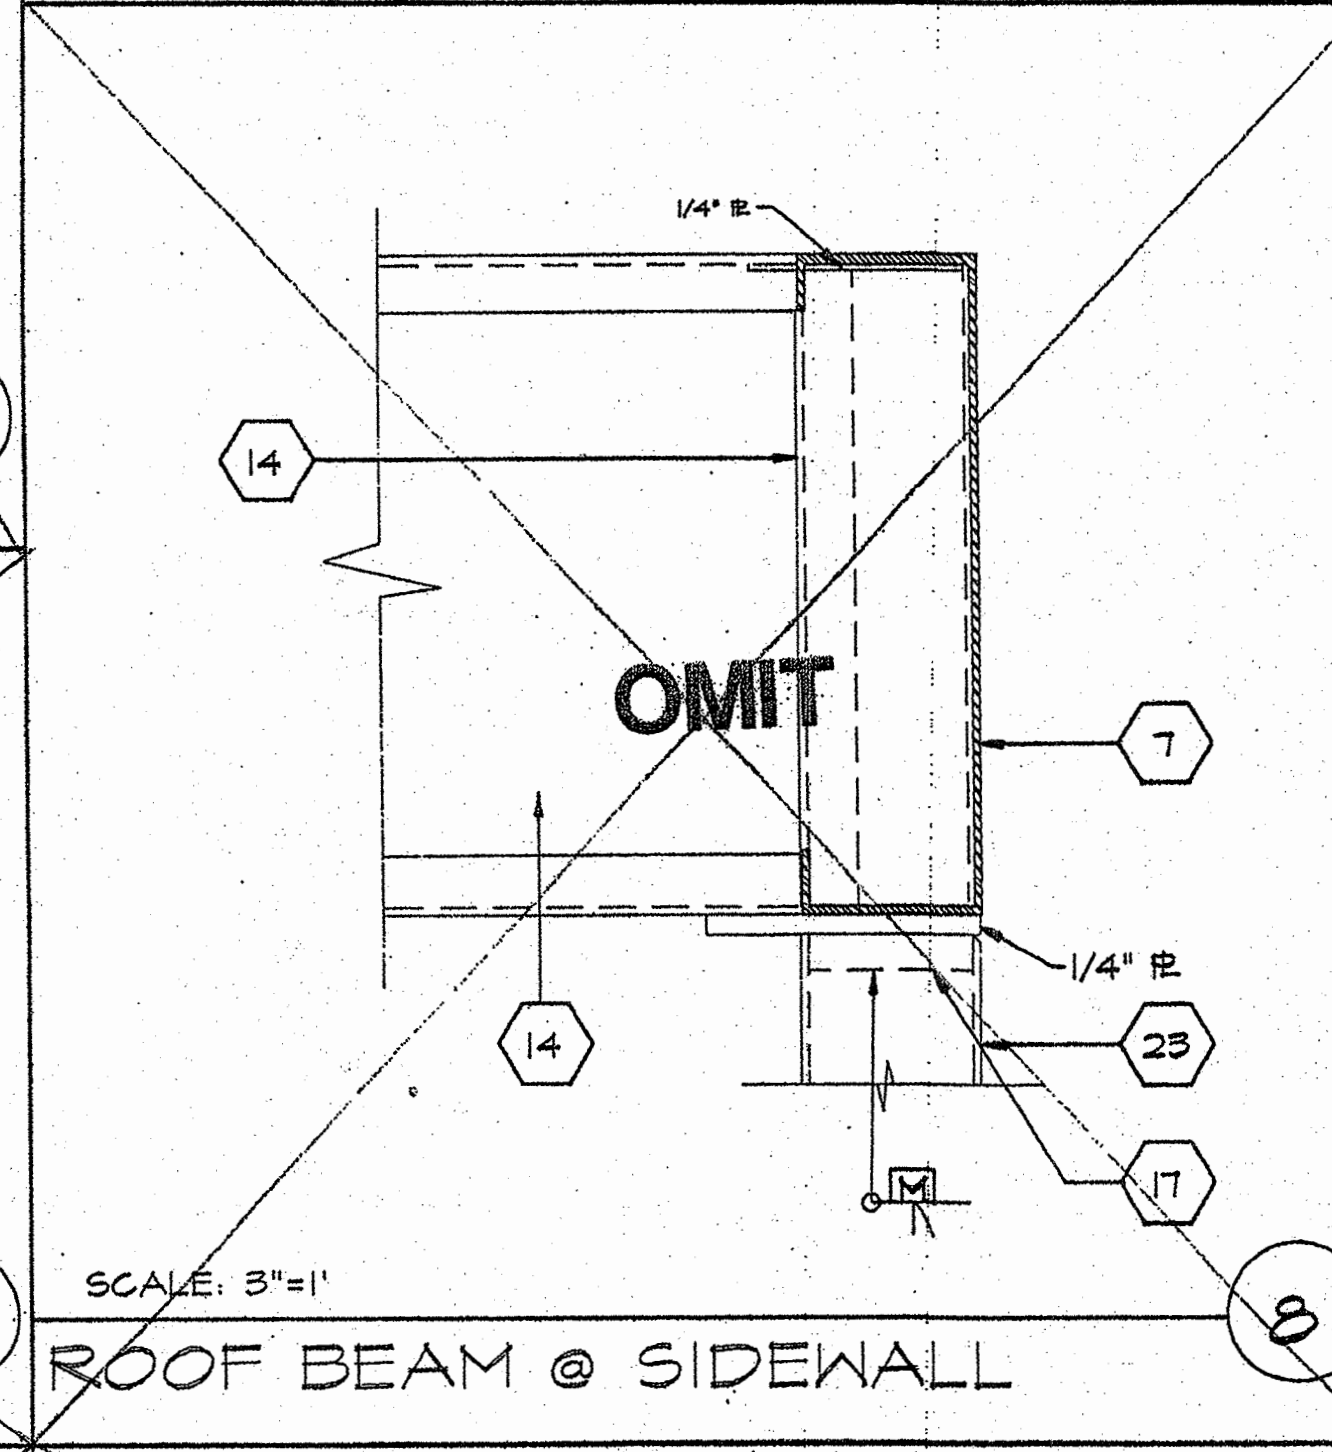 1/4" PL
14
OMIT
7
1/4" PL
14
23
17
M
SCALE: 3"=1'
8
ROOF BEAM @ SIDEWALL